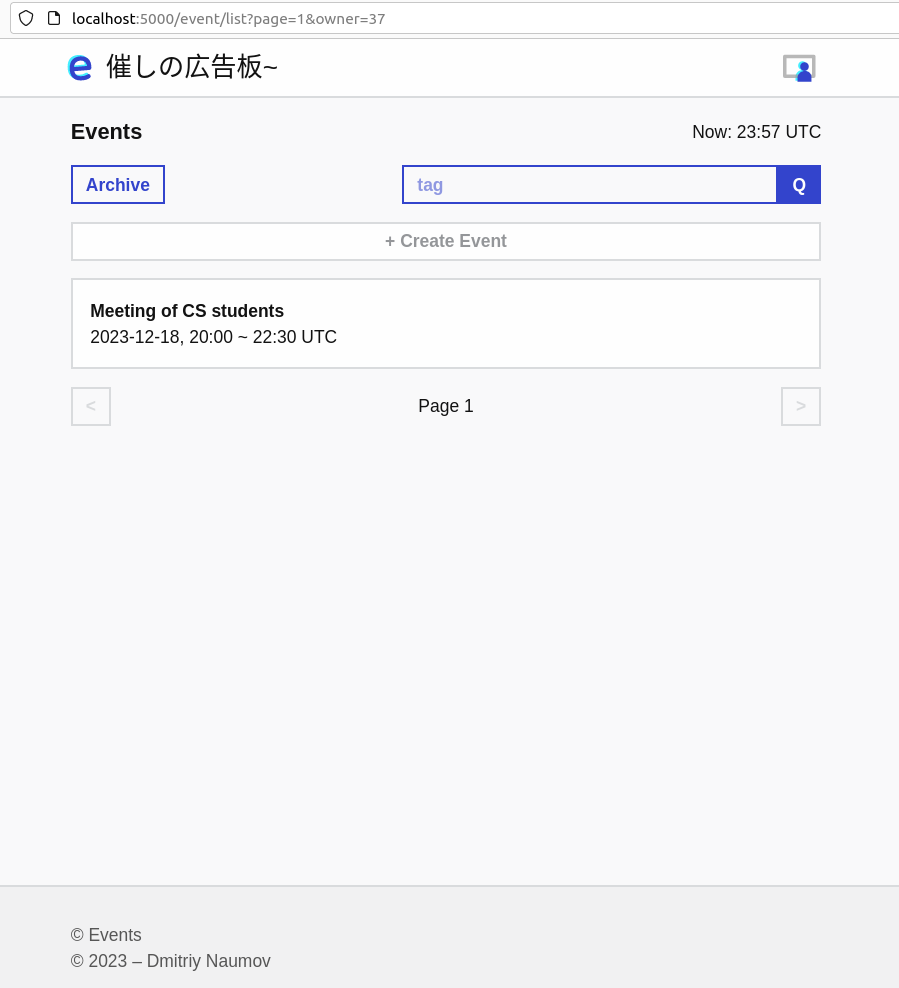 localhost:5000/event/list?page=1&owner=37
e 催しの広告板~
Events
Now: 23:57 UTC
Archive
tag
Q
+ Create Event
Meeting of CS students
2023-12-18, 20:00 ~ 22:30 UTC
<
Page 1
>
© Events
© 2023 – Dmitriy Naumov